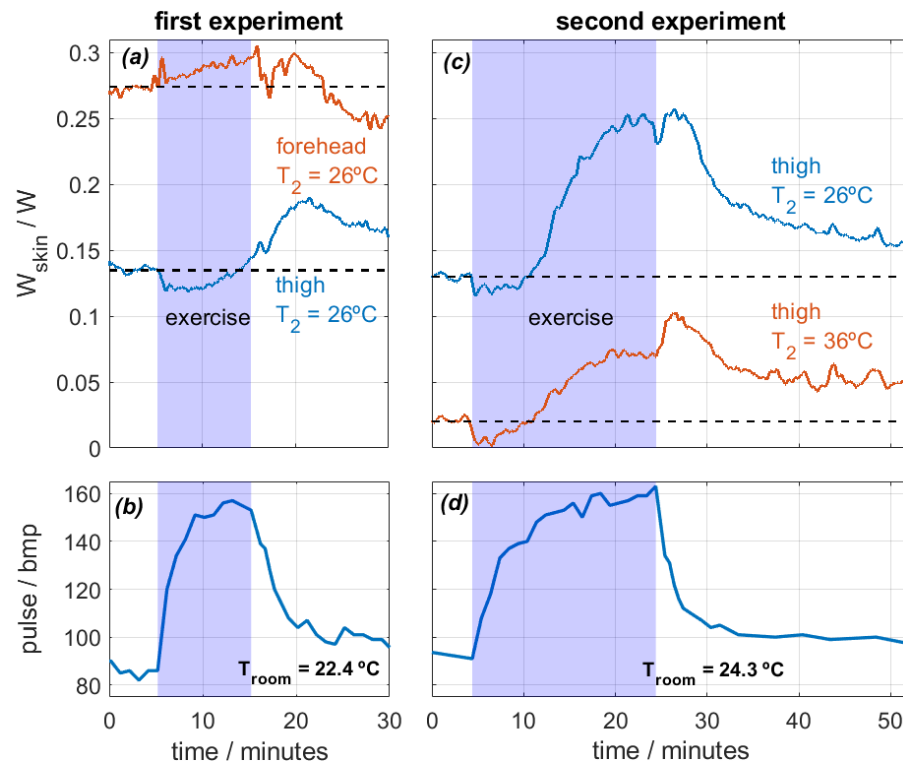 first experiment
second experiment
(a)
(c)
0.3
0.25
0.2
0.15
0.1
0.05
0
W_skin / W
forehead
T_2 = 26ºC
thigh
T_2 = 26ºC
exercise
thigh
T_2 = 26ºC
thigh
T_2 = 36ºC
exercise
(b)
(d)
160
140
120
100
80
pulse / bmp
T_room = 22.4 ºC
T_room = 24.3 ºC
0 10 20 30
0 10 20 30 40 50
time / minutes
time / minutes